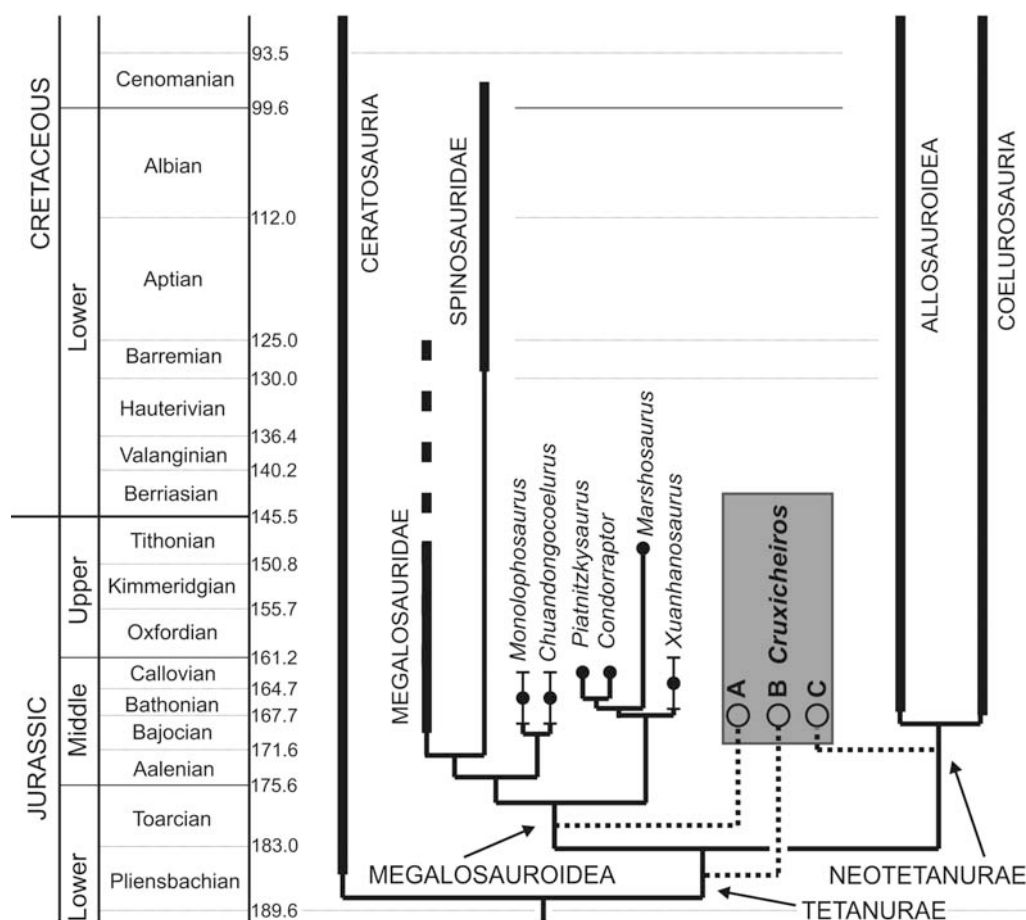 CRETACEOUS
JURASSIC
Lower
Upper
Middle
Lower
Cenomanian
Albian
Aptian
Barremian
Hauterivian
Valanginian
Berriasian
Tithonian
Kimmeridgian
Oxfordian
Callovian
Bathonian
Bajocian
Aalenian
Toarcian
Pliensbachian
93.5
99.6
112.0
125.0
130.0
136.4
140.2
145.5
150.8
155.7
161.2
164.7
167.7
171.6
175.6
183.0
189.6
CERATOSAURIA
MEGALOSAURIDAE
SPINOSAURIDAE
Monolophosaurus
Chuandongocoelurus
Piatnitzkysaurus
Condorraptor
Marshosaurus
Xuanhanosaurus
Cruxicheiros
A
B
C
ALLOSAUROIDEA
COELUROSAURIA
MEGALOSAUROIDEA
NEOTETANURAE
TETANURAE